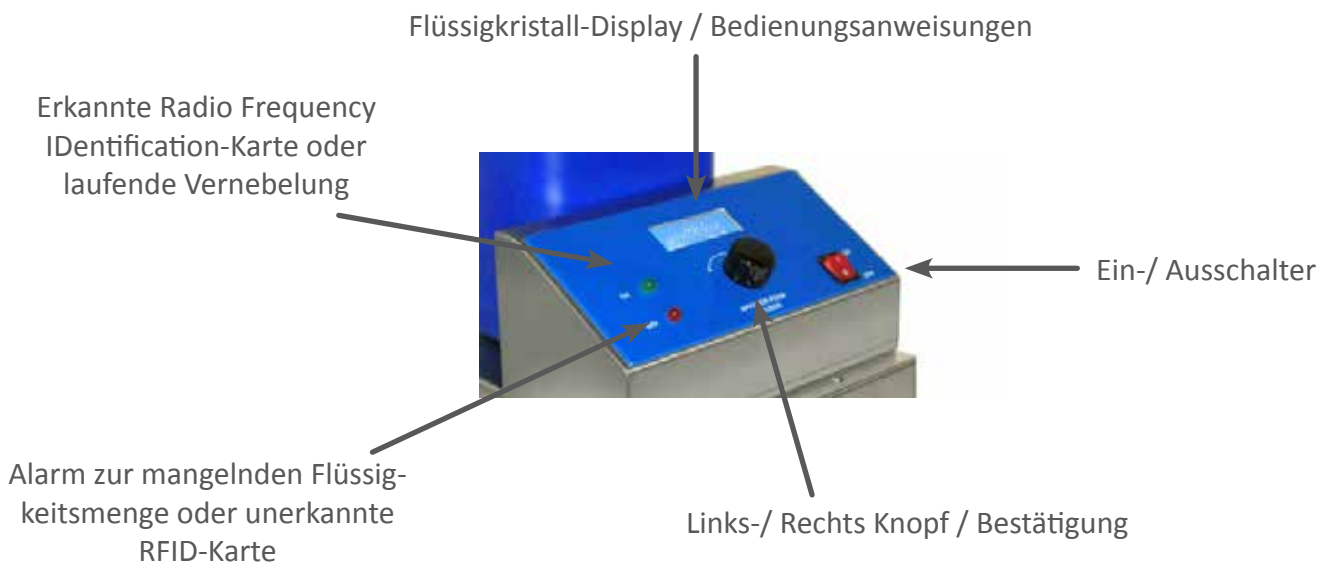 Flüssigkristall-Display / Bedienungsanweisungen
Erkannte Radio Frequency
IDentification-Karte oder
laufende Vernebelung
Ein-/ Ausschalter
Alarm zur mangelnden Flüssig-
keitsmenge oder unerkannte
RFID-Karte
Links-/ Rechts Knopf / Bestätigung